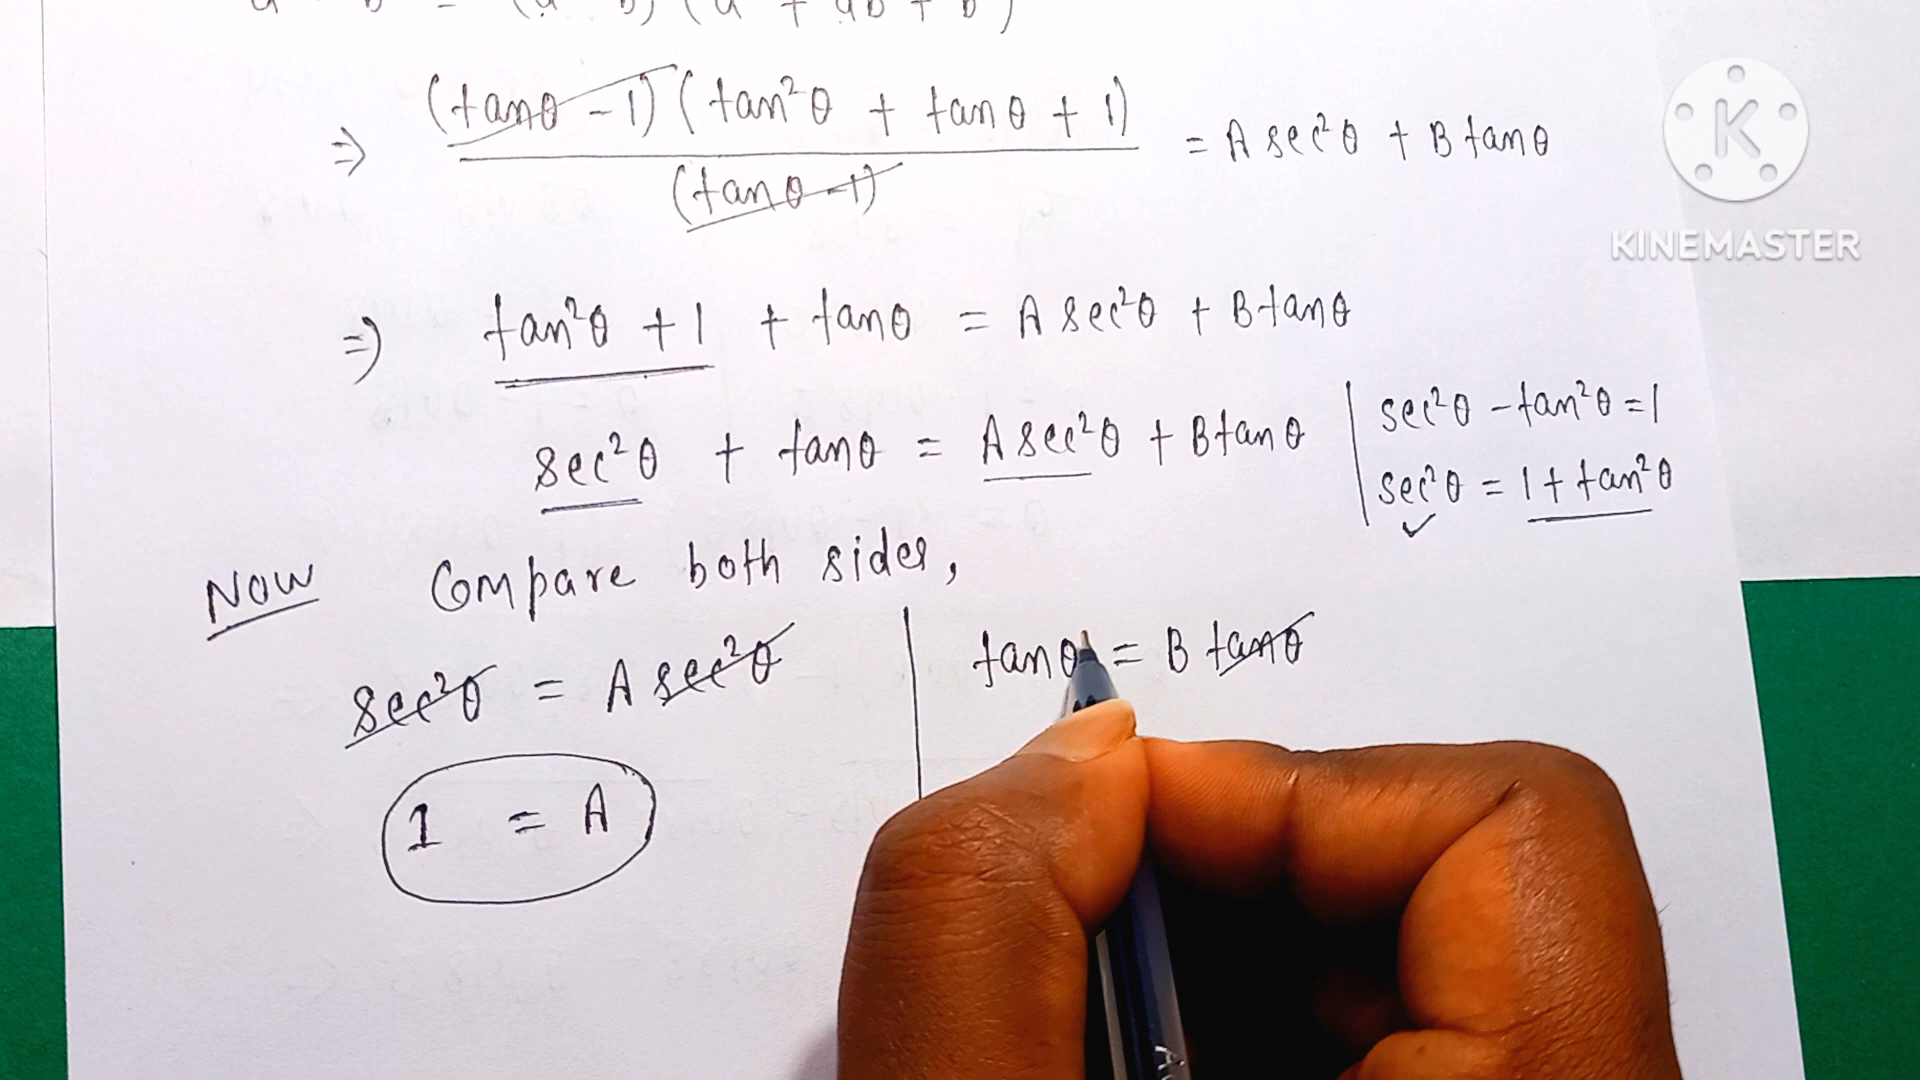 ⇒ (tanθ - 1) (tan²θ + tanθ + 1) / (tanθ - 1) = A sec²θ + B tanθ
KINEMASTER
⇒ tan²θ + 1 + tanθ = A sec²θ + B tanθ
sec²θ + tanθ = A sec²θ + B tanθ
sec²θ - tan²θ = 1
sec²θ = 1 + tan²θ
NOW Compare both sides,
sec²θ = A sec²θ
1 = A
tanθ = B tanθ